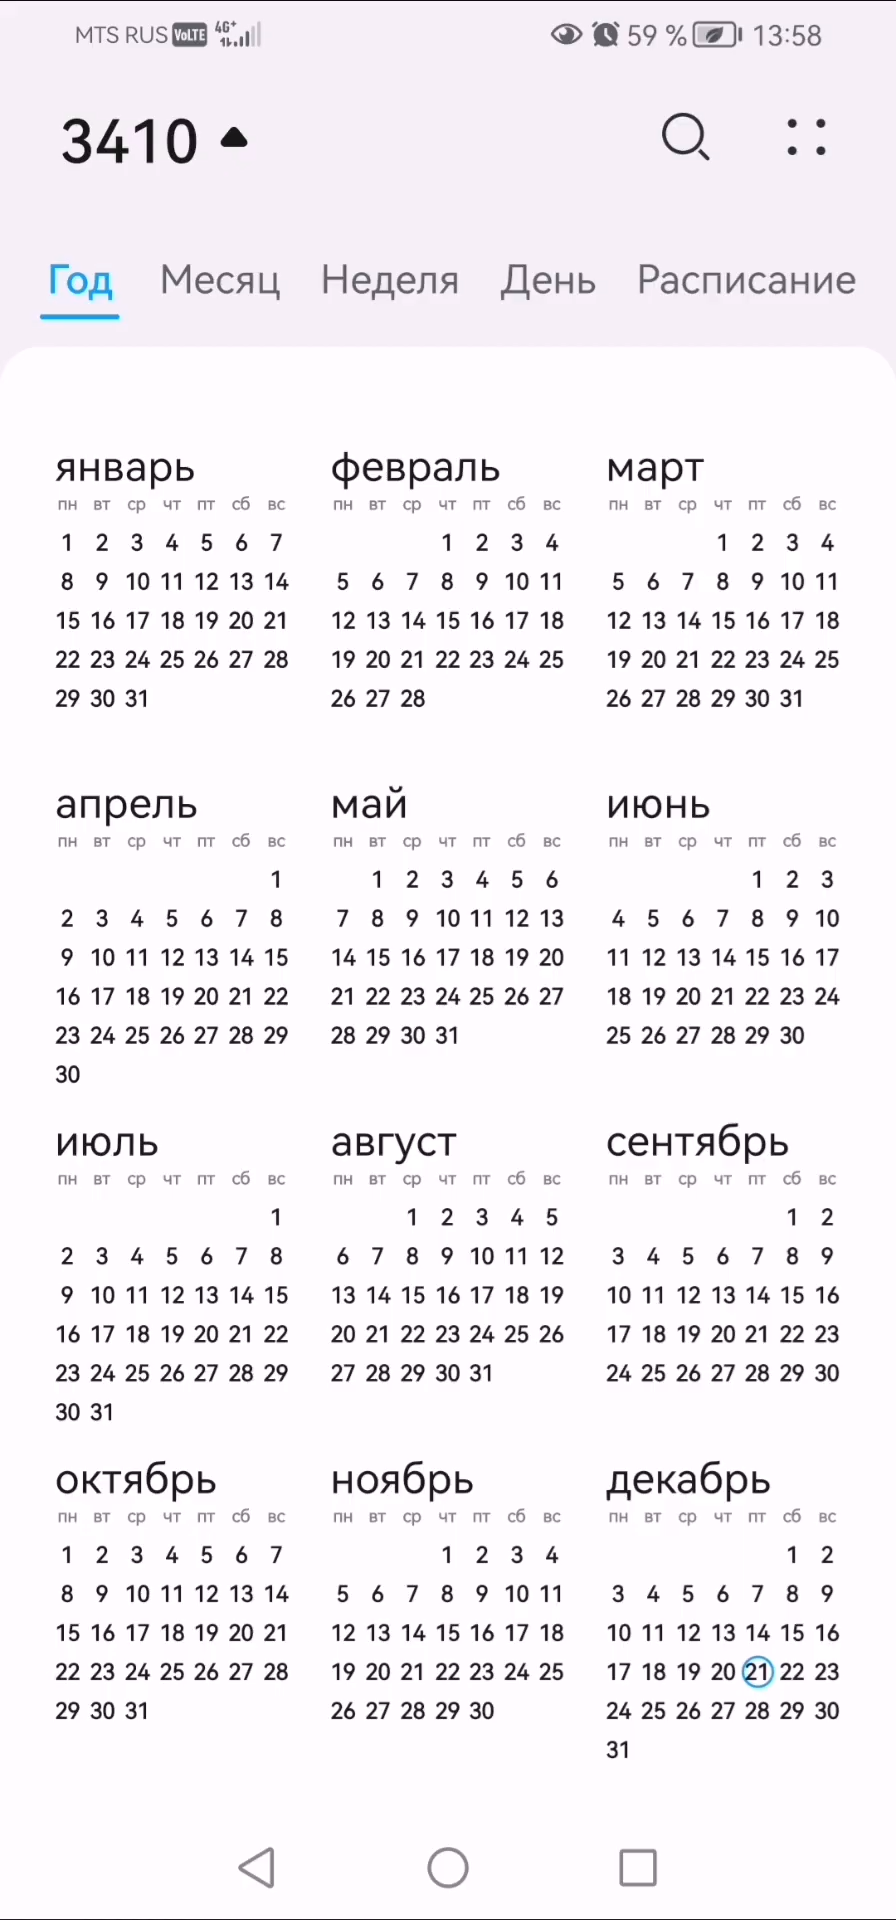 MTS RUS VoLTE 4G+ 59 % 13:58
3410
Год Месяц Неделя День Расписание
январь февраль март
пн вт ср чт пт сб вс пн вт ср чт пт сб вс пн вт ср чт пт сб вс
1 2 3 4 5 6 7 1 2 3 4 1 2 3 4
8 9 10 11 12 13 14 5 6 7 8 9 10 11 5 6 7 8 9 10 11
15 16 17 18 19 20 21 12 13 14 15 16 17 18 12 13 14 15 16 17 18
22 23 24 25 26 27 28 19 20 21 22 23 24 25 19 20 21 22 23 24 25
29 30 31 26 27 28 26 27 28 29 30 31
апрель май июнь
пн вт ср чт пт сб вс пн вт ср чт пт сб вс пн вт ср чт пт сб вс
1 1 2 3 4 5 6 1 2 3
2 3 4 5 6 7 8 7 8 9 10 11 12 13 4 5 6 7 8 9 10
9 10 11 12 13 14 15 14 15 16 17 18 19 20 11 12 13 14 15 16 17
16 17 18 19 20 21 22 21 22 23 24 25 26 27 18 19 20 21 22 23 24
23 24 25 26 27 28 29 28 29 30 31 25 26 27 28 29 30
30
июль август сентябрь
пн вт ср чт пт сб вс пн вт ср чт пт сб вс пн вт ср чт пт сб вс
1 1 2 3 4 5 1 2
2 3 4 5 6 7 8 6 7 8 9 10 11 12 3 4 5 6 7 8 9
9 10 11 12 13 14 15 13 14 15 16 17 18 19 10 11 12 13 14 15 16
16 17 18 19 20 21 22 20 21 22 23 24 25 26 17 18 19 20 21 22 23
23 24 25 26 27 28 29 27 28 29 30 31 24 25 26 27 28 29 30
30 31
октябрь ноябрь декабрь
пн вт ср чт пт сб вс пн вт ср чт пт сб вс пн вт ср чт пт сб вс
1 2 3 4 5 6 7 1 2 3 4 1 2
8 9 10 11 12 13 14 5 6 7 8 9 10 11 3 4 5 6 7 8 9
15 16 17 18 19 20 21 12 13 14 15 16 17 18 10 11 12 13 14 15 16
22 23 24 25 26 27 28 19 20 21 22 23 24 25 17 18 19 20 21 22 23
29 30 31 26 27 28 29 30 24 25 26 27 28 29 30
31